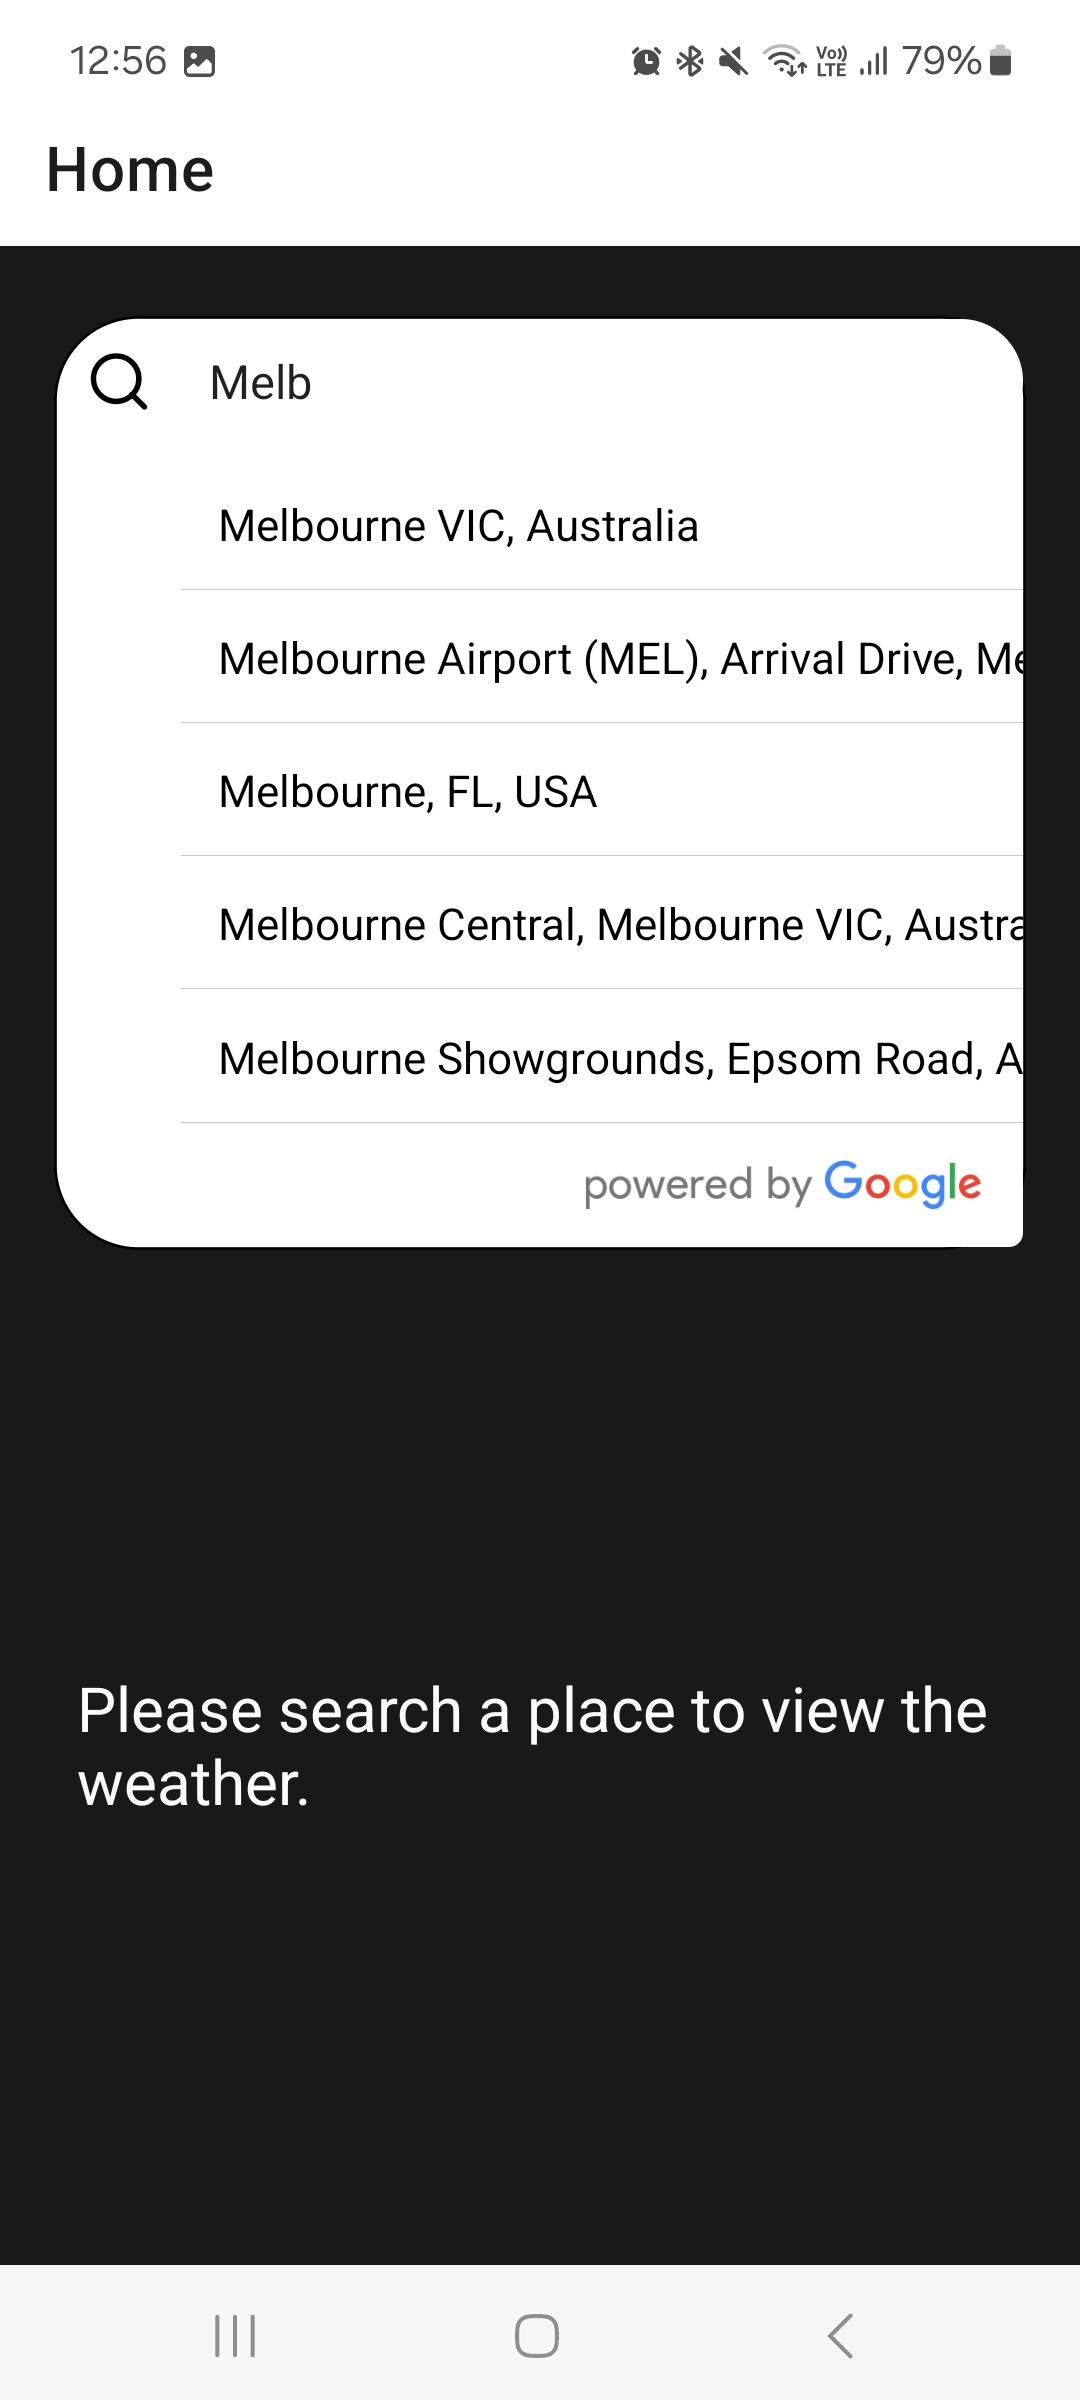 12:56 Vo)) LTE 79%
Home
Melb
Melbourne VIC, Australia
Melbourne Airport (MEL), Arrival Drive, Me
Melbourne, FL, USA
Melbourne Central, Melbourne VIC, Austra
Melbourne Showgrounds, Epsom Road, A
powered by Google
Please search a place to view the
weather.